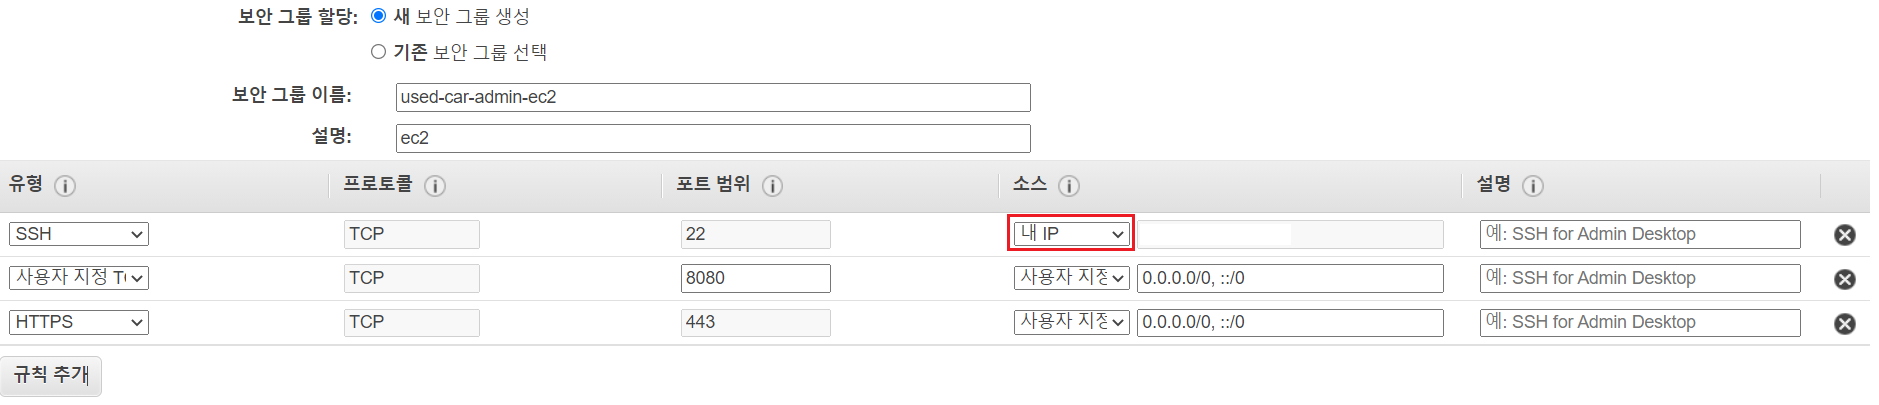 보안 그룹 할당: 새 보안 그룹 생성
기존 보안 그룹 선택
보안 그룹 이름: used-car-admin-ec2
설명: ec2
유형 프로토콜 포트 범위 소스 설명
SSH TCP 22 내 IP 예: SSH for Admin Desktop
사용자 지정 TC TCP 8080 사용자 지정 0.0.0.0/0, ::/0 예: SSH for Admin Desktop
HTTPS TCP 443 사용자 지정 0.0.0.0/0, ::/0 예: SSH for Admin Desktop
규칙 추가